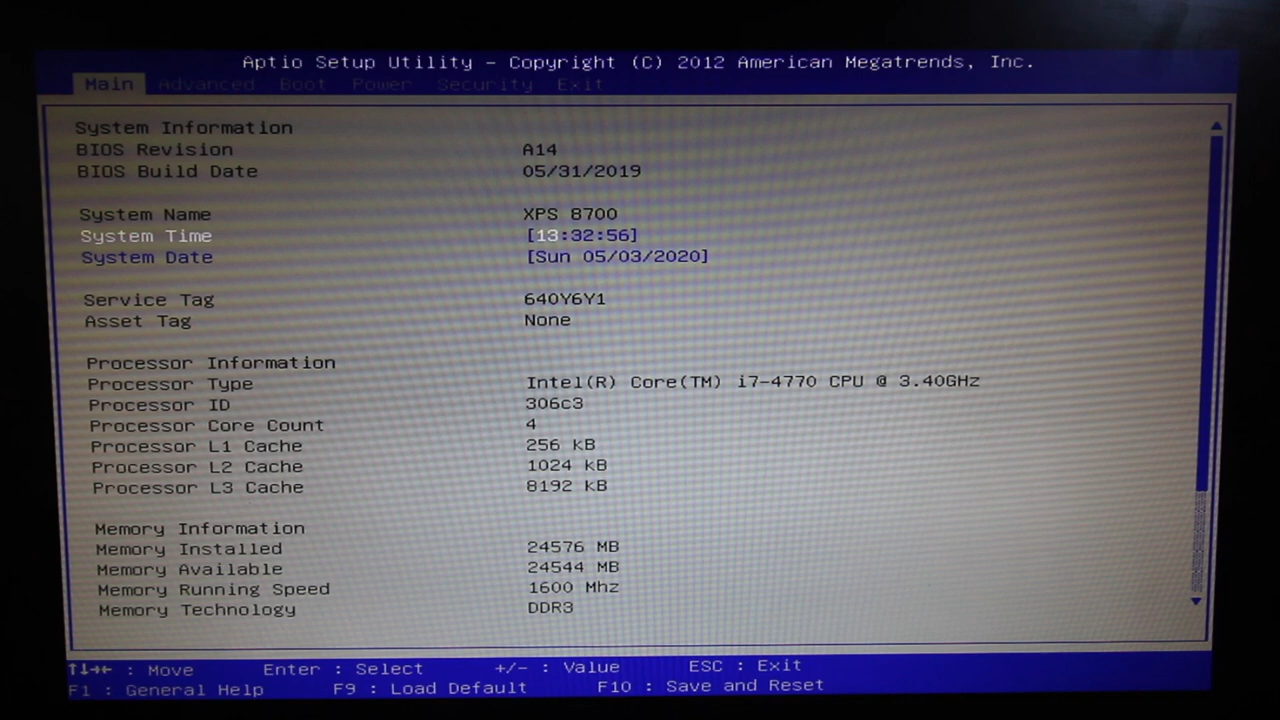 Aptio Setup Utility - Copyright (C) 2012 American Megatrends, Inc.
Main Advanced Boot Power Security Exit
System Information
BIOS Revision A14
BIOS Build Date 05/31/2019
System Name XPS 8700
System Time [13:32:56]
System Date [Sun 05/03/2020]
Service Tag 640Y6Y1
Asset Tag None
Processor Information
Processor Type Intel(R) Core(TM) i7-4770 CPU @ 3.40GHz
Processor ID 306c3
Processor Core Count 4
Processor L1 Cache 256 kB
Processor L2 Cache 1024 kB
Processor L3 Cache 8192 kB
Memory Information
Memory Installed 24576 MB
Memory Available 24544 MB
Memory Running Speed 1600 Mhz
Memory Technology DDR3
↑↓→← : Move Enter : Select +/- : Value ESC : Exit
F1 : General Help F9 : Load Default F10 : Save and Reset